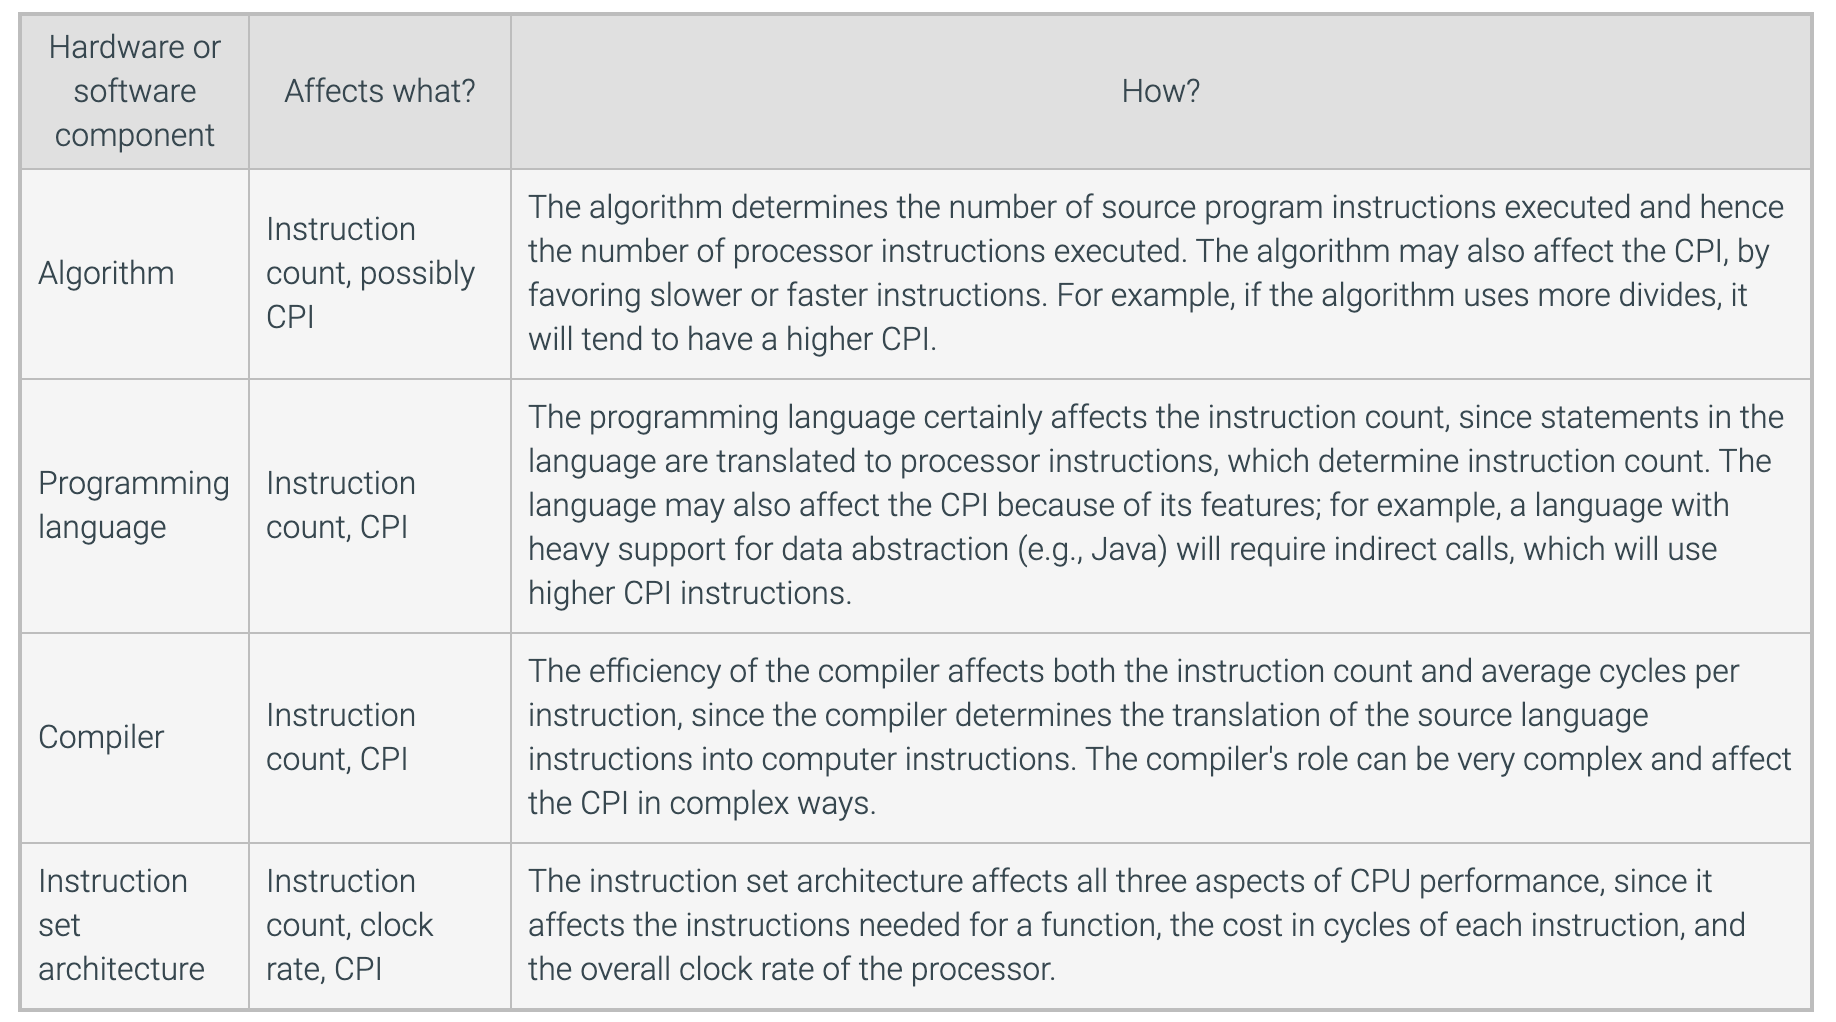 Hardware or
software
component
Affects what?
How?
Algorithm
Instruction
count, possibly
CPI
The algorithm determines the number of source program instructions executed and hence
the number of processor instructions executed. The algorithm may also affect the CPI, by
favoring slower or faster instructions. For example, if the algorithm uses more divides, it
will tend to have a higher CPI.
Programming
language
Instruction
count, CPI
The programming language certainly affects the instruction count, since statements in the
language are translated to processor instructions, which determine instruction count. The
language may also affect the CPI because of its features; for example, a language with
heavy support for data abstraction (e.g., Java) will require indirect calls, which will use
higher CPI instructions.
Compiler
Instruction
count, CPI
The efficiency of the compiler affects both the instruction count and average cycles per
instruction, since the compiler determines the translation of the source language
instructions into computer instructions. The compiler's role can be very complex and affect
the CPI in complex ways.
Instruction
set
architecture
Instruction
count, clock
rate, CPI
The instruction set architecture affects all three aspects of CPU performance, since it
affects the instructions needed for a function, the cost in cycles of each instruction, and
the overall clock rate of the processor.